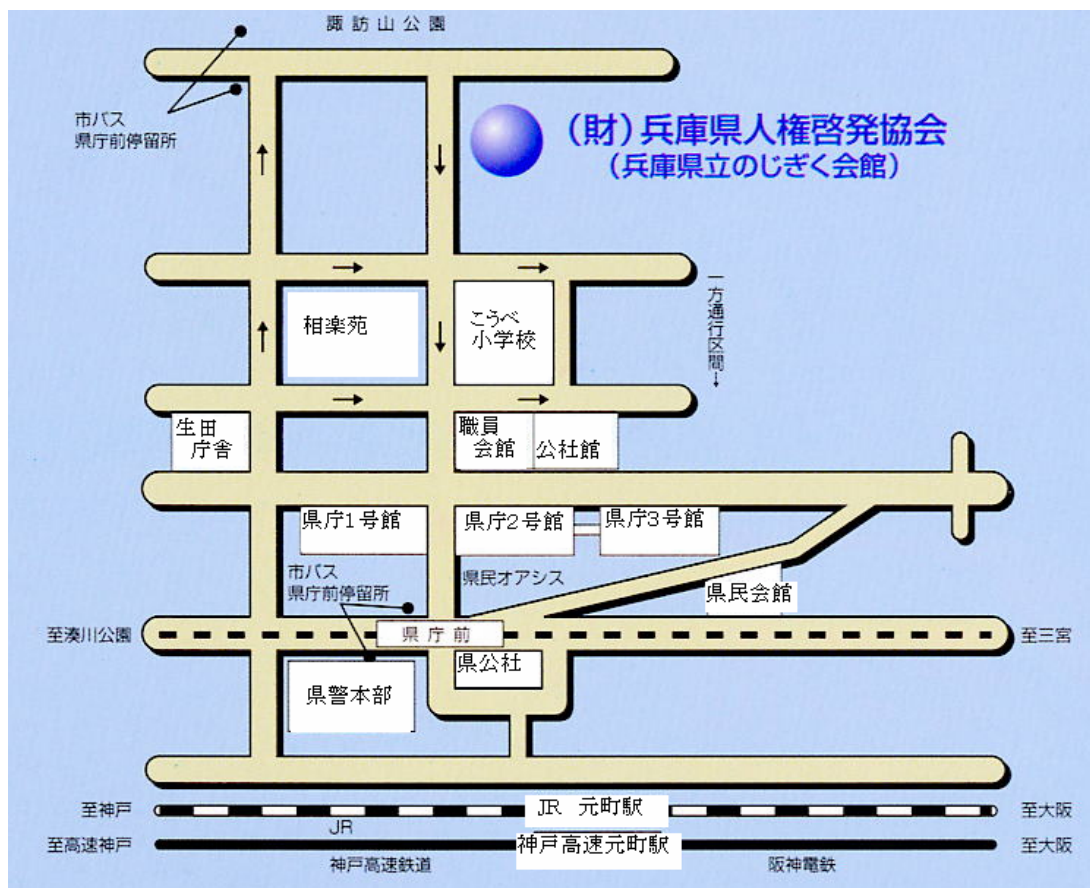 諏訪山公園
市バス
県庁前停留所
(財)兵庫県人権啓発協会
(兵庫県立のじぎく会館)
一方通行区間→
相楽苑
こうべ
小学校
生田
庁舎
職員
会館
公社館
県庁1号館
県庁2号館
県庁3号館
市バス
県庁前停留所
県民オアシス
県民会館
至湊川公園
県庁前
至三宮
県公社
県警本部
至神戸
JR 元町駅
至大阪
JR
至高速神戸
神戸高速元町駅
至大阪
神戸高速鉄道
阪神電鉄